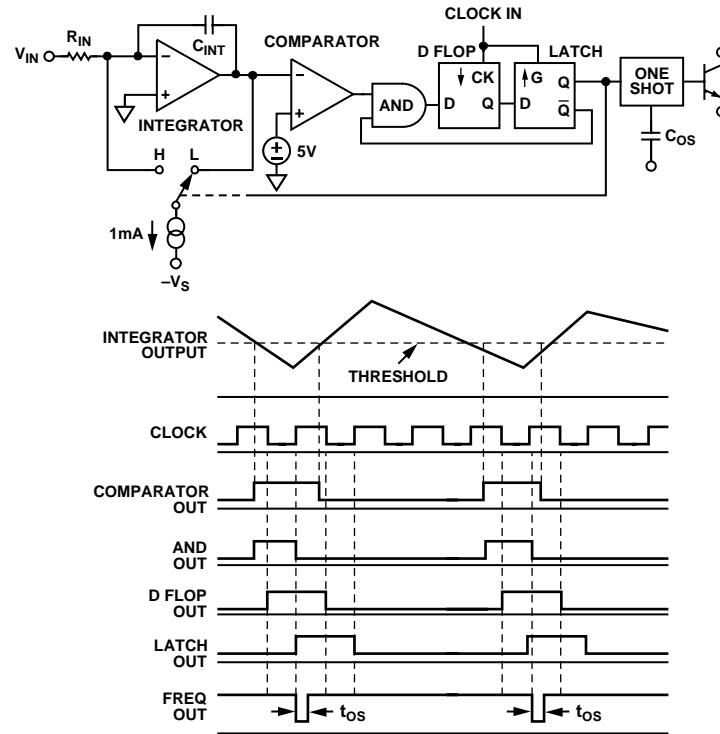 CLOCK IN
R_IN
C_INT
V_IN
COMPARATOR
D FLOP
LATCH
INTEGRATOR
AND
↓ CK
D Q
↑G Q
D Q̅
ONE
SHOT
C_OS
5V
H L
1mA
–V_S
INTEGRATOR
OUTPUT
THRESHOLD
CLOCK
COMPARATOR
OUT
AND
OUT
D FLOP
OUT
LATCH
OUT
FREQ
OUT
t_OS
t_OS